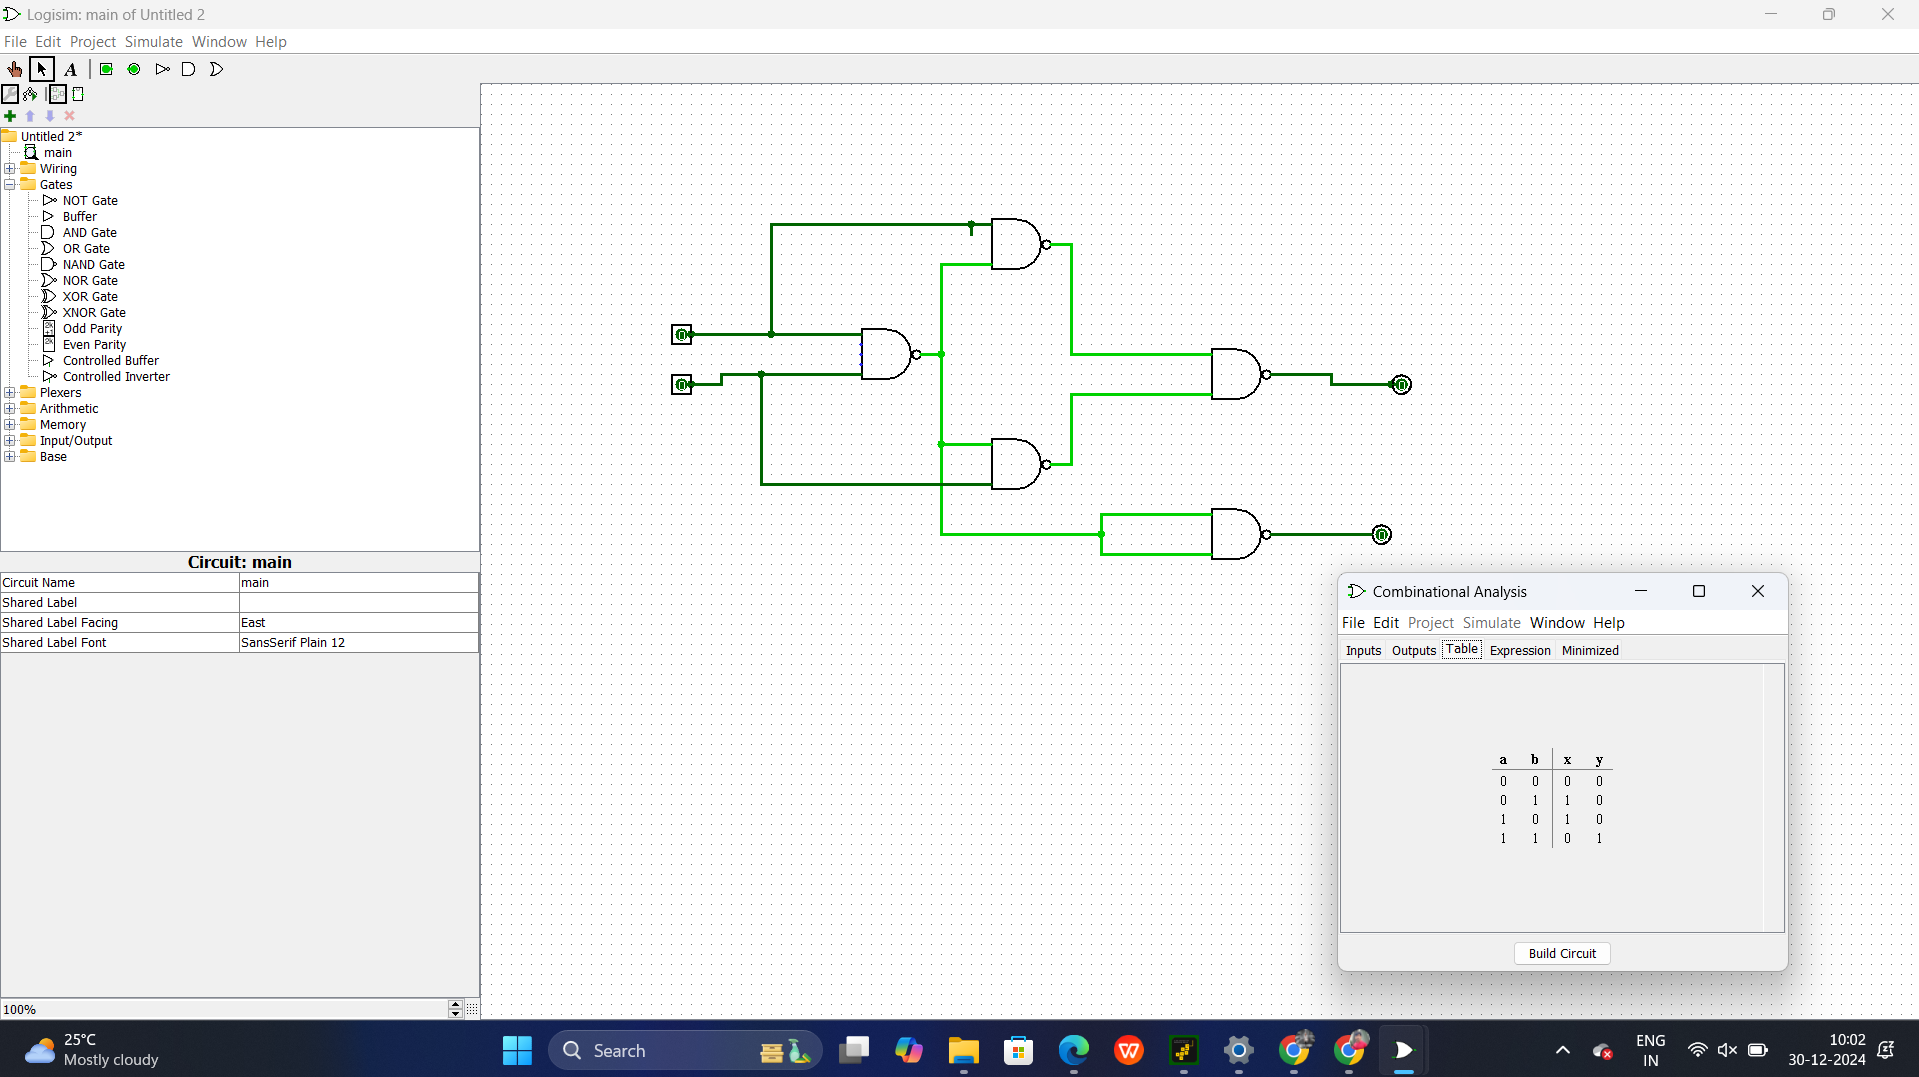 Logisim: main of Untitled 2
File Edit Project Simulate Window Help
A
Untitled 2*
main
Wiring
Gates
NOT Gate
Buffer
AND Gate
OR Gate
NAND Gate
NOR Gate
XOR Gate
XNOR Gate
Odd Parity
Even Parity
Controlled Buffer
Controlled Inverter
Plexers
Arithmetic
Memory
Input/Output
Base
Circuit: main
Circuit Name main
Shared Label
Shared Label Facing East
Shared Label Font SansSerif Plain 12
100%
0
0
0
0
Combinational Analysis
File Edit Project Simulate Window Help
Inputs Outputs Table Expression Minimized
a b x y
0 0 0 0
0 1 1 0
1 0 1 0
1 1 0 1
Build Circuit
25°C
Mostly cloudy
Search
W
ENG
IN
10:02
30-12-2024